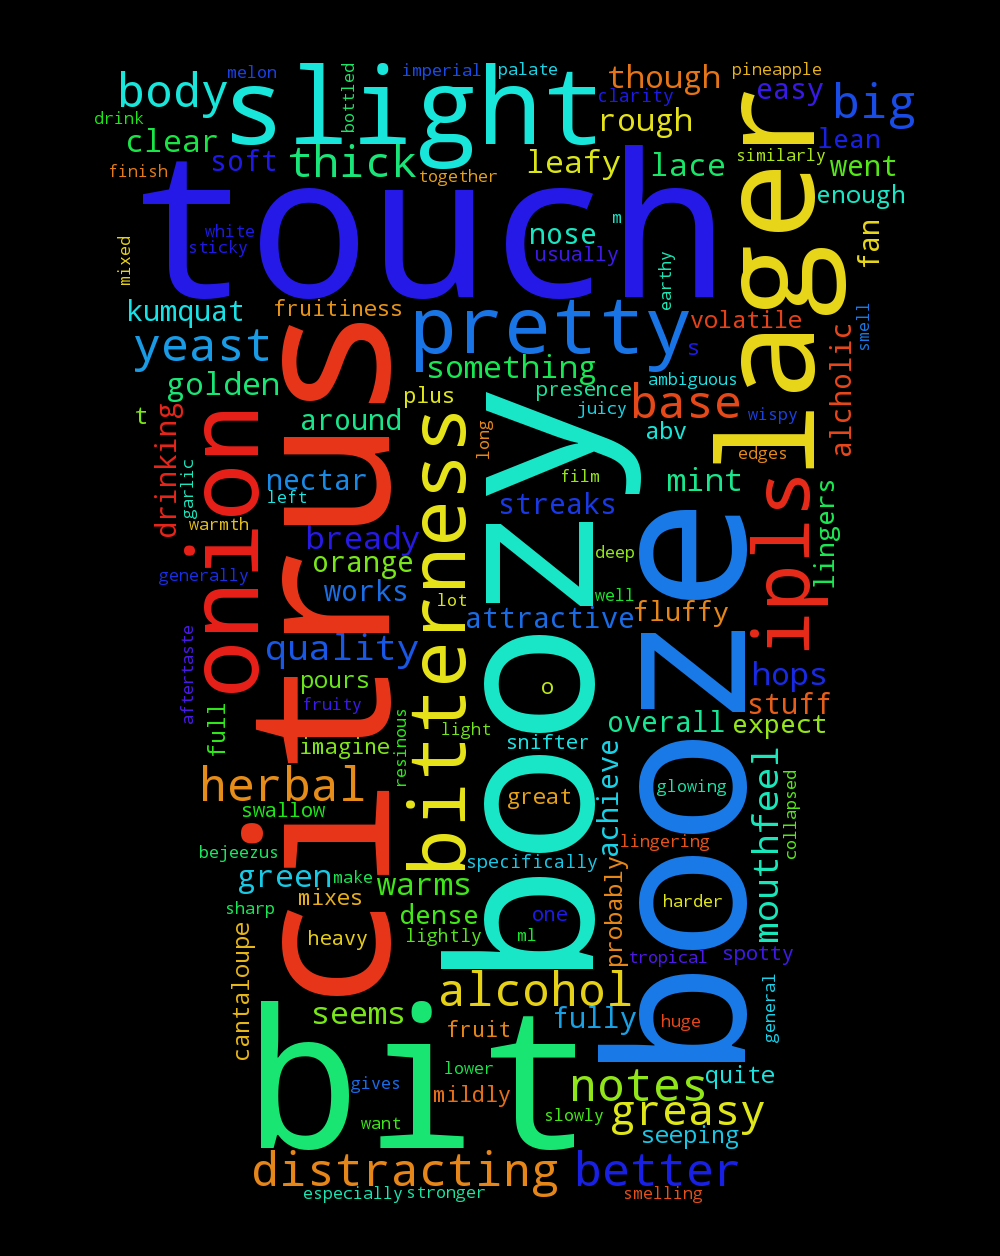 melon
imperial
palate
though
pineapple
body
slight
bottled
clarity
easy
big
drink
rough
lager
clear
soft
thick
together
leafy
lace
similarly
lean
went
finish
touch
enough
white
sticky
nose
m
usually
fan
mixed
earthy
kumquat
fruitiness
pretty
volatile
smell
yeast
citrus
something
s
alcholic
golden
plus
presence
ambiguous
base
t
onion
around
bitterness
long
boozy
juicy
abv
wispy
drinking
garlic
nectar
left
film
streaks
mint
edges
ipls
lingers
warmth
bready
orange
deep
booze
generally
works
lot
well
attractive
fluffy
aftertaste
quality
hops
pours
fruity
o
stuff
full
imagine
resinous
light
snifter
overall
expect
herbal
swallow
great
achieve
glowing
mouthfeel
collapsed
bejeezus
specifically
lingering
green
make
warms
probably
mixes
harder
sharp
dense
one
heavy
lightly
ml
tropical
spotty
cantaloupe
alcohol
general
seems
fruit
fully
huge
bit
lower
gives
mildly
notes
quite
want
slowly
greasy
seeping
distracting
better
especially
stronger
smelling